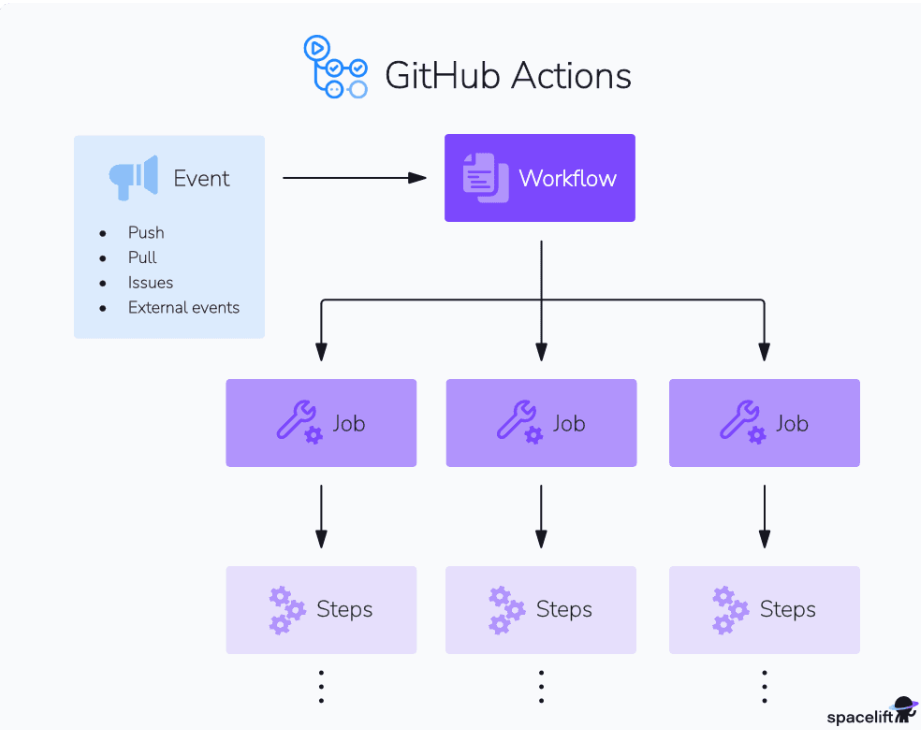 GitHub Actions
Event
Workflow
Push
Pull
Issues
External events
Job
Job
Job
Steps
Steps
Steps
spacelift